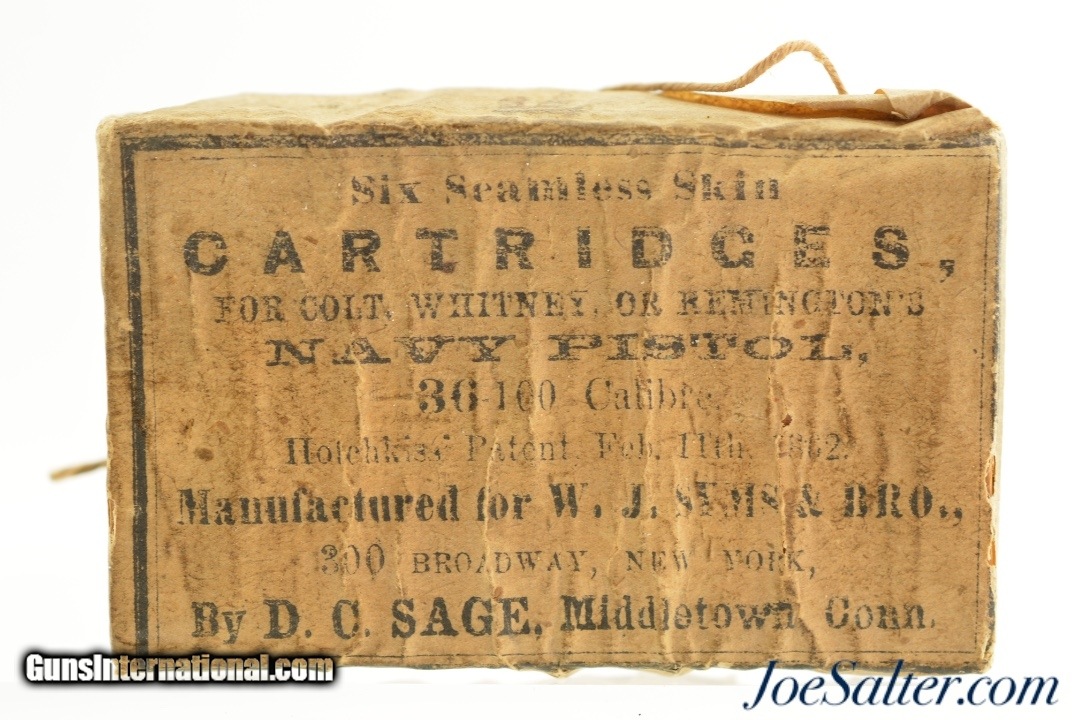 Six Seamless Skin
CARTRIDGES,
FOR COLT, WHITNEY, OR REMINGTON'S
NAVY PISTOL,
36-100 Calibre.
Hotchkiss' Patent, Feb. 11th, 1862.
Manufactured for W. J. SYMS & BRO.,
300 BROADWAY, NEW YORK,
By D. C. SAGE, Middletown, Conn.
GunsInternational.com
JoeSalter.com